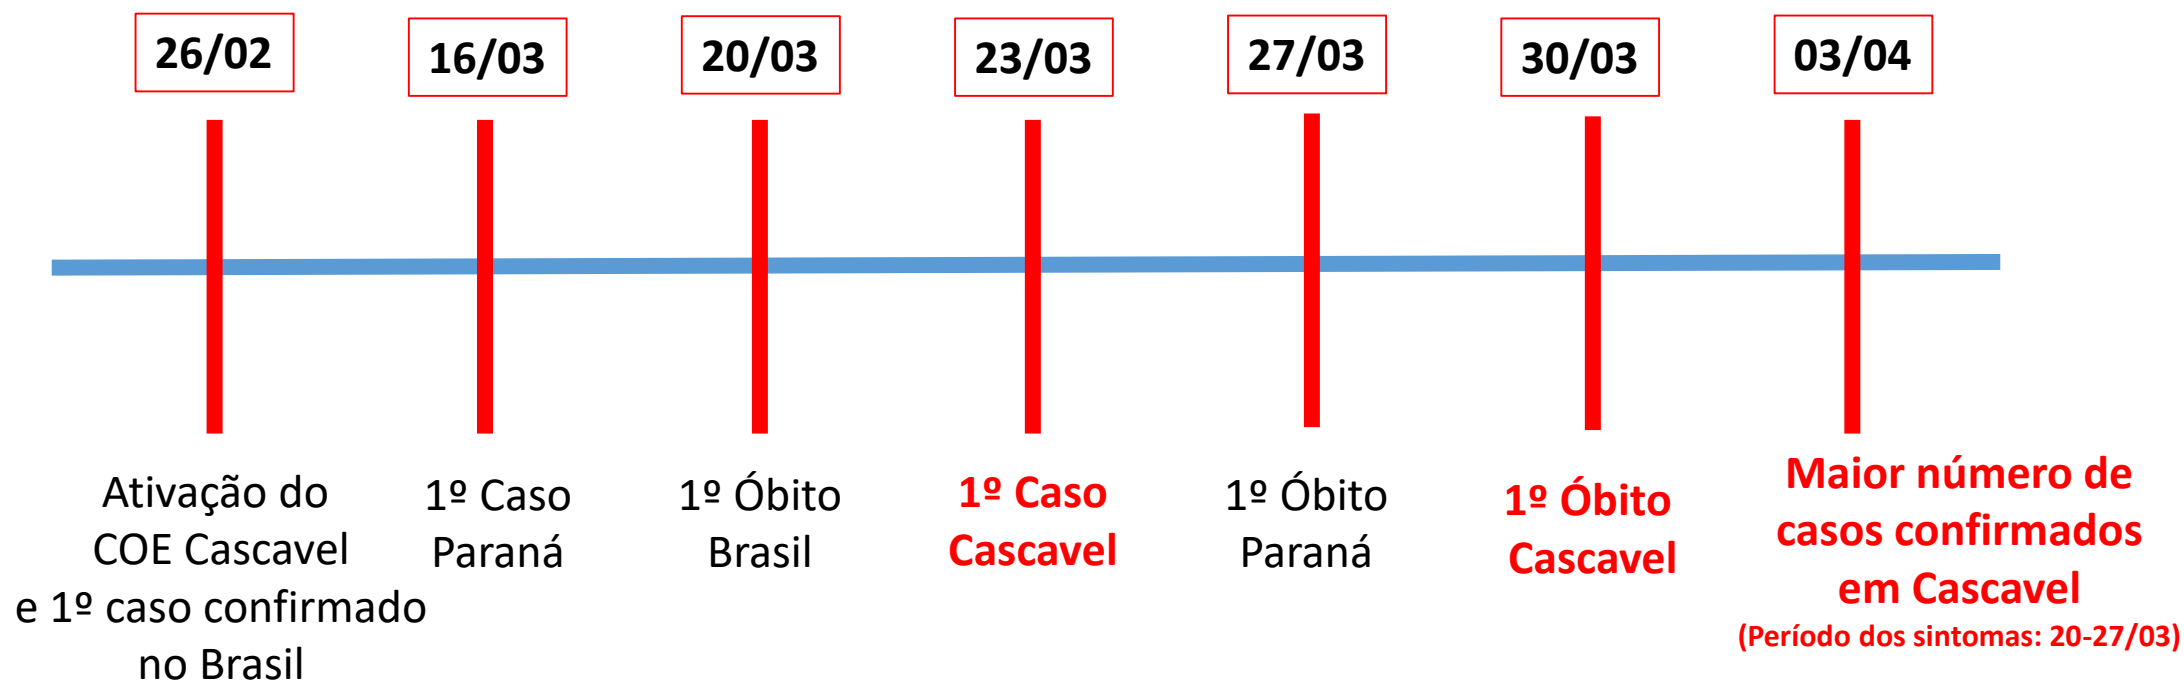 26/02
16/03
20/03
23/03
27/03
30/03
03/04
Ativação do
COE Cascavel
e 1º caso confirmado
no Brasil
1º Caso
Paraná
1º Óbito
Brasil
1º Caso
Cascavel
1º Óbito
Paraná
1º Óbito
Cascavel
Maior número de
casos confirmados
em Cascavel
(Período dos sintomas: 20-27/03)